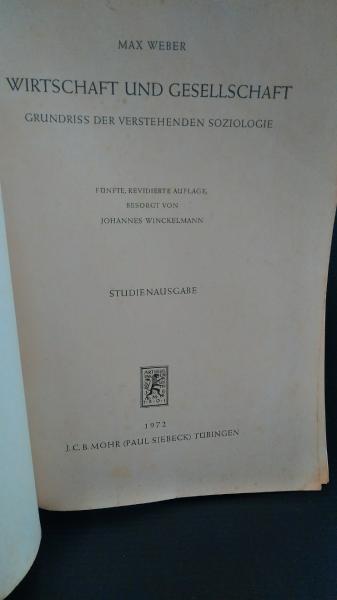 MAX WEBER
WIRTSCHAFT UND GESELLSCHAFT
GRUNDRISS DER VERSTEHENDEN SOZIOLOGIE
FÜNFTE, REVIDIERTE AUFLAGE,
BESORGT VON
JOHANNES WINCKELMANN
STUDIENAUSGABE
1972
J. C. B. MOHR (PAUL SIEBECK) TÜBINGEN